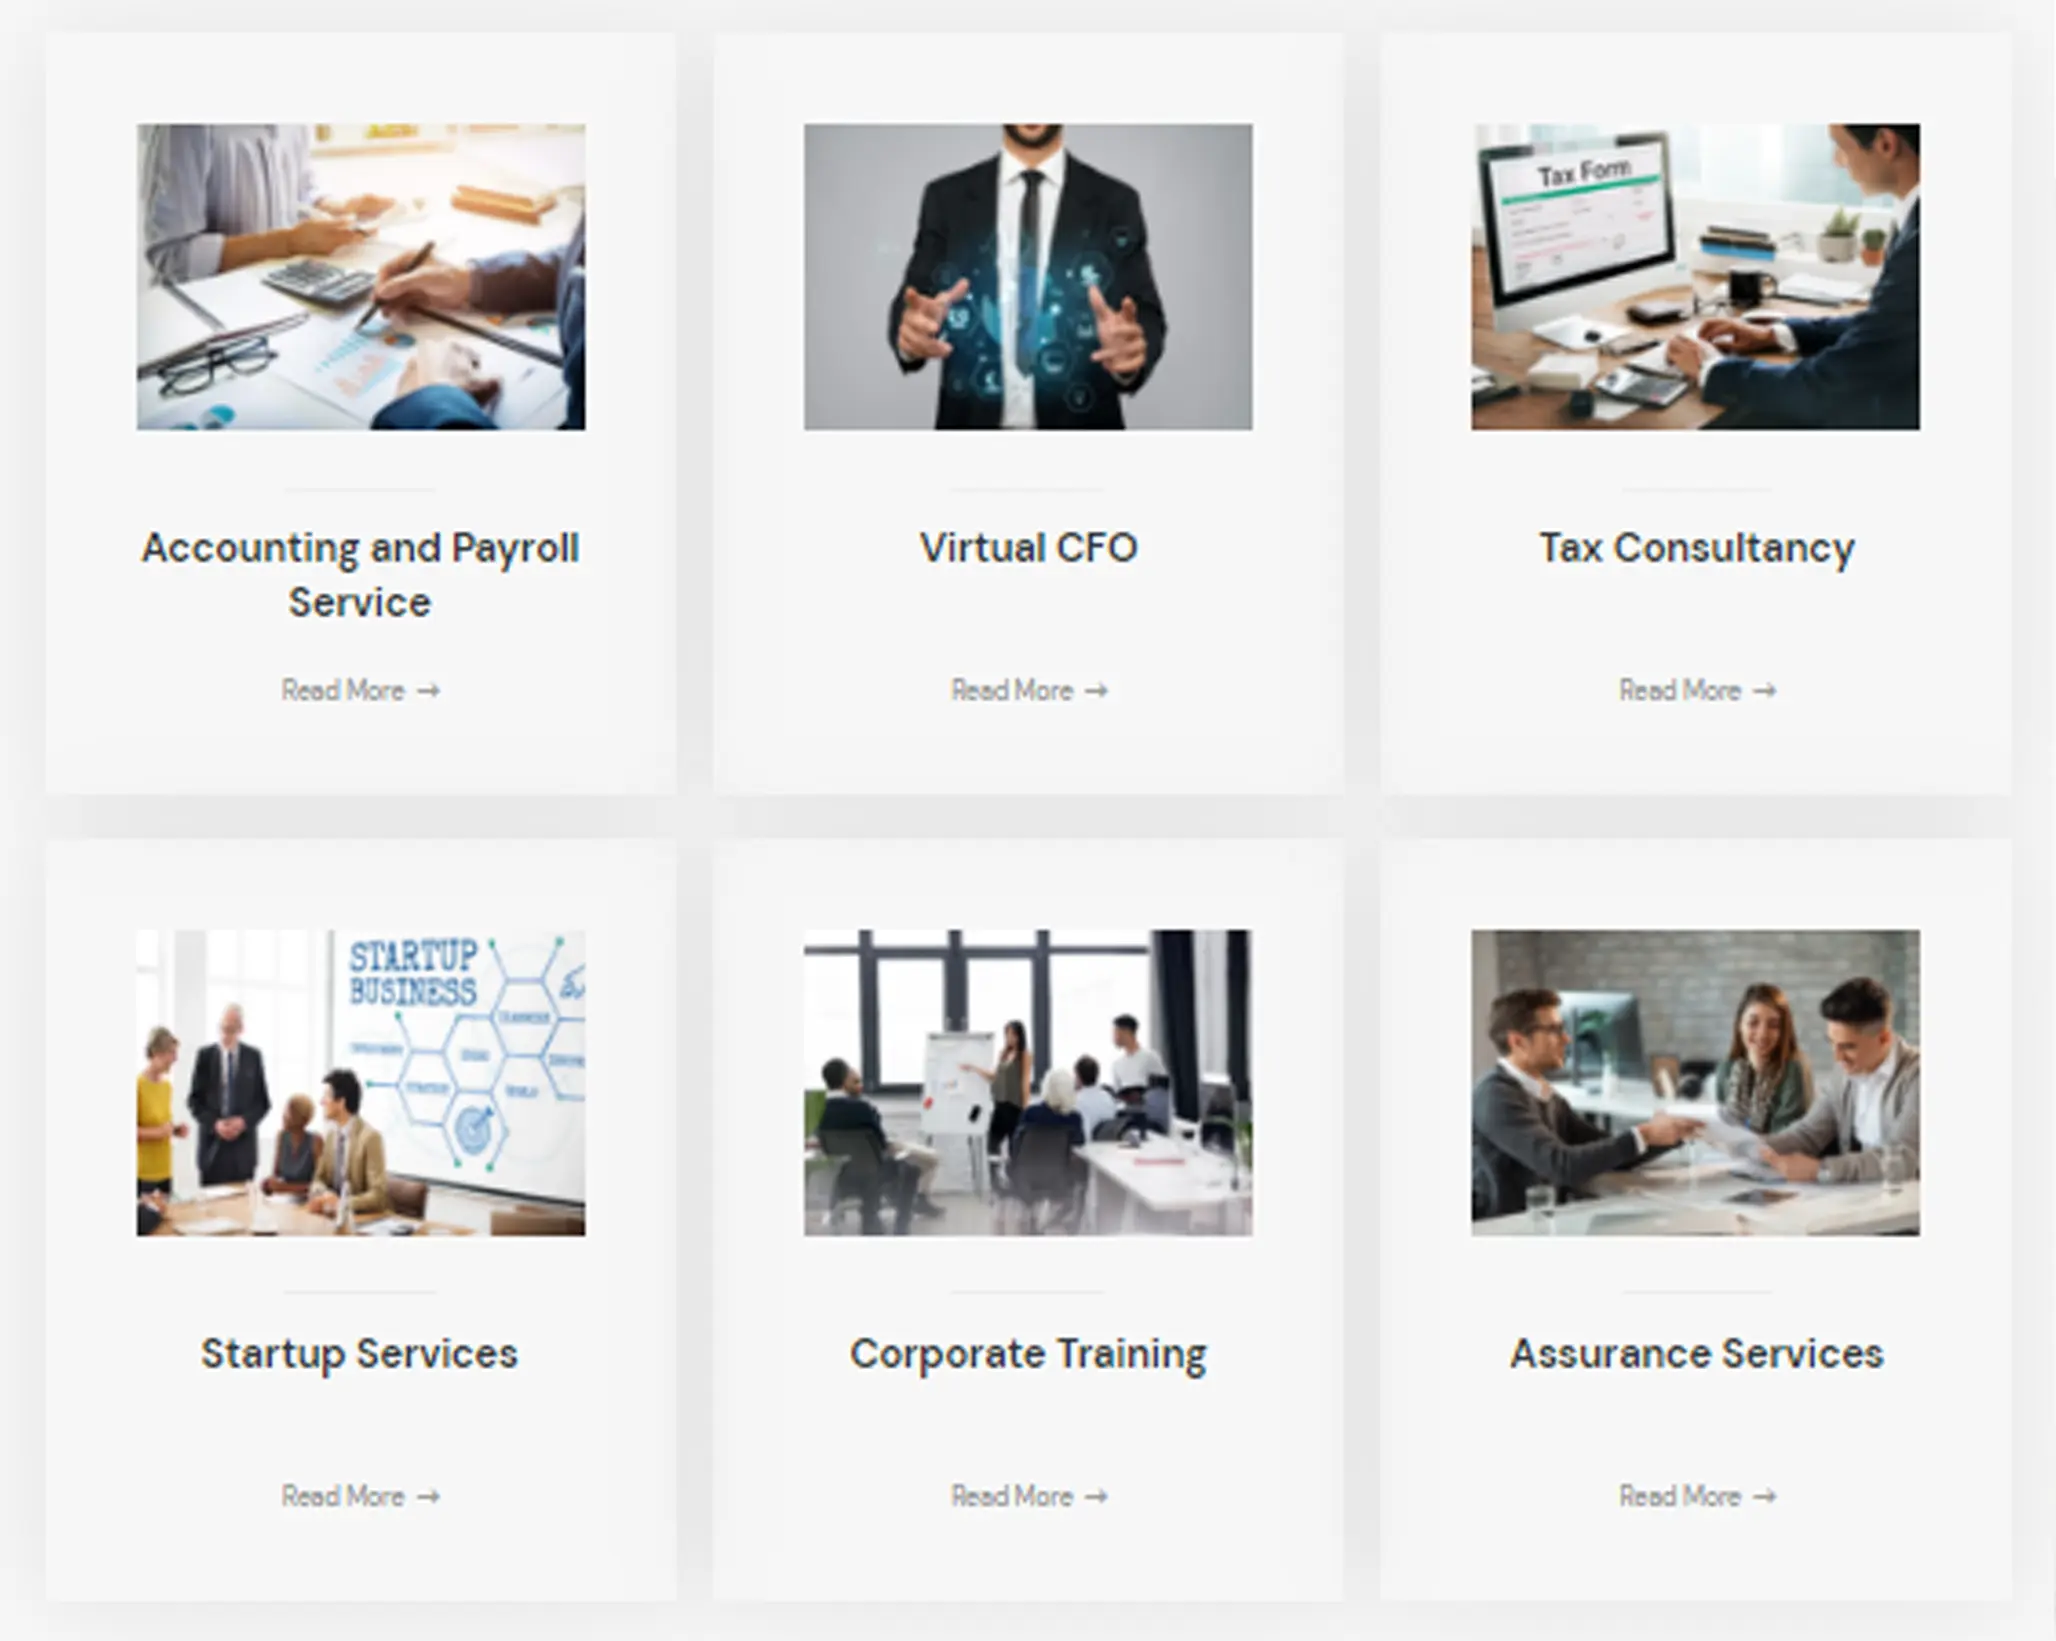 Tax Form
Accounting and Payroll
Service
Virtual CFO
Tax Consultancy
Read More →
Read More →
Read More →
STARTUP
BUSINESS
Startup Services
Corporate Training
Assurance Services
Read More →
Read More →
Read More →